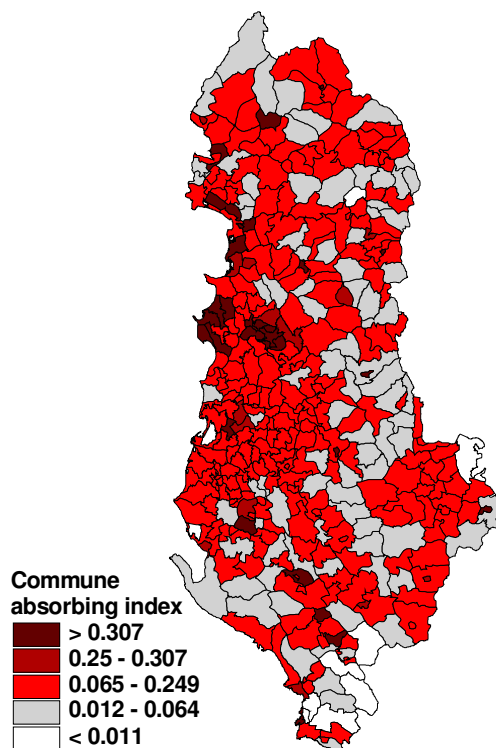 Commune
absorbing index
> 0.307
0.25 - 0.307
0.065 - 0.249
0.012 - 0.064
< 0.011